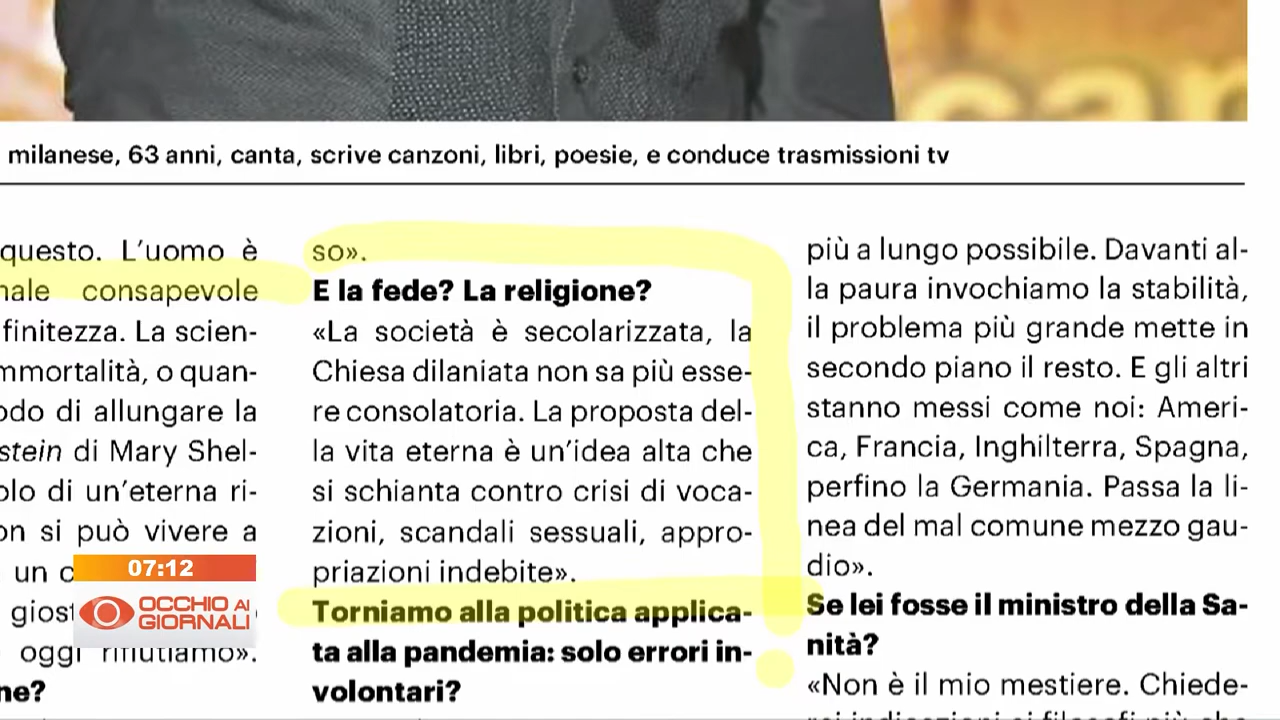 can
milanese, 63 anni, canta, scrive canzoni, libri, poesie, e conduce trasmissioni tv
questo. L'uomo è
consapevole
finitezza. La scien-
mmortalità, o quan-
odo di allungare la
stein di Mary Shel-
olo di un'eterna ri-
on si può vivere a
un
oggi rifiutiamo».
ne?
so».
E la fede? La religione?
«La società è secolarizzata, la
Chiesa dilaniata non sa più esse-
re consolatoria. La proposta del-
la vita eterna è un'idea alta che
si schianta contro crisi di voca-
zioni, scandali sessuali, appro-
priazioni indebite».
Torniamo alla politica applica-
ta alla pandemia: solo errori in-
volontari?
più a lungo possibile. Davanti al-
la paura invochiamo la stabilità,
il problema più grande mette in
secondo piano il resto. E gli altri
stanno messi come noi: Ameri-
ca, Francia, Inghilterra, Spagna,
perfino la Germania. Passa la li-
nea del mal comune mezzo gau-
dio».
Se lei fosse il ministro della Sa-
nità?
«Non è il mio mestiere. Chiede-
07:12
OCCHIO AI
GIORNALI